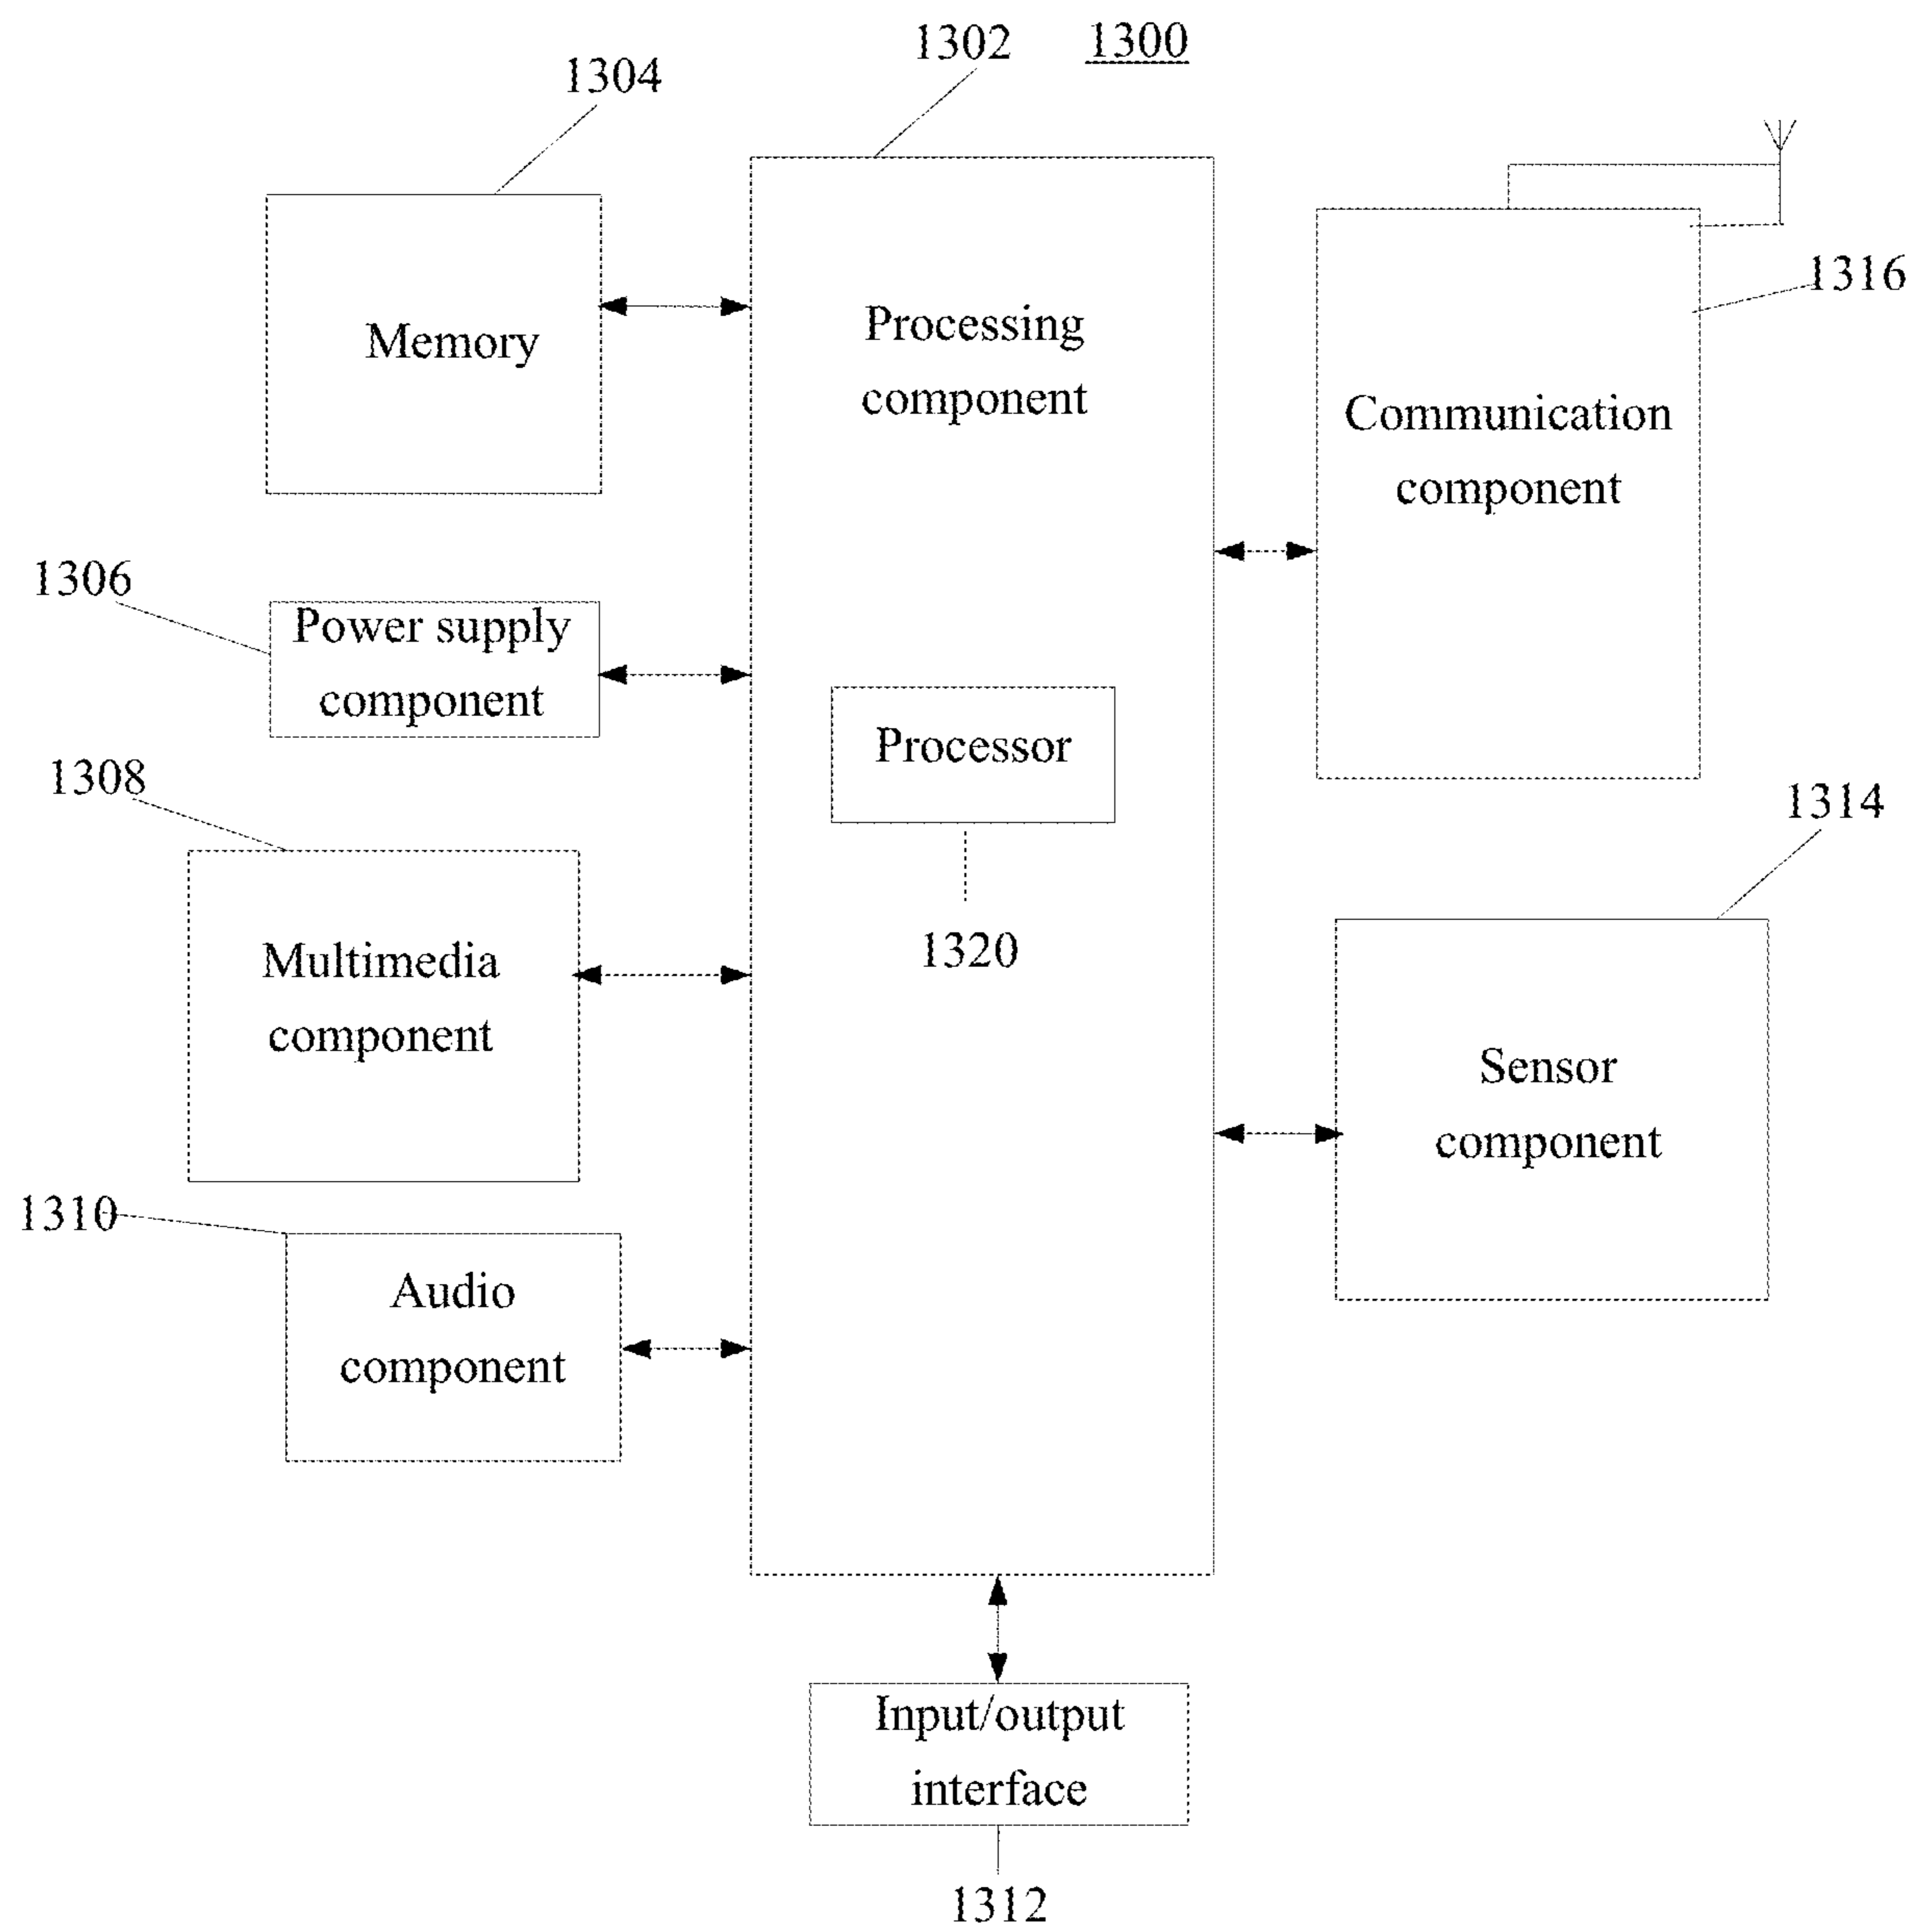 1302
1300
1304
Memory
Processing
component
1316
Communication
component
1306
Power supply
component
Processor
1320
1308
Multimedia
component
1314
Sensor
component
1310
Audio
component
Input/output
interface
1312